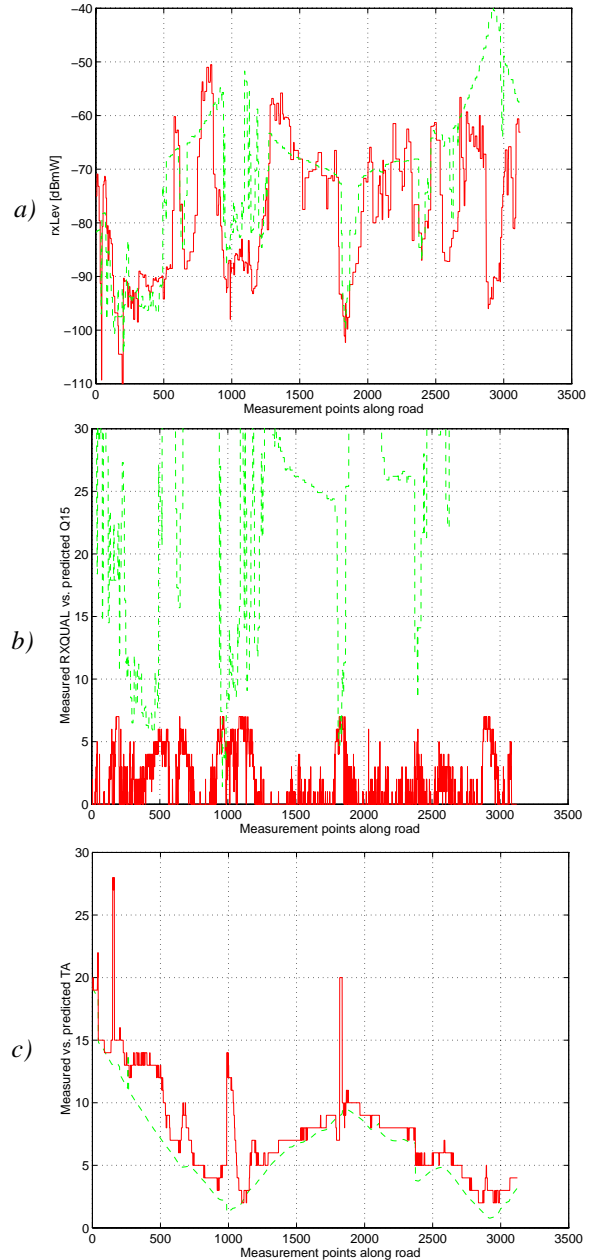 −40
−50
−60
−70
−80
−90
−100
−110
rxLev [dBmW]
a)
0 500 1000 1500 2000 2500 3000 3500
Measurement points along road
30
25
20
15
10
5
0
Measured RXQUAL vs. predicted Q15
b)
0 500 1000 1500 2000 2500 3000 3500
Measurement points along road
30
25
20
15
10
5
0
Measured vs. predicted TA
c)
0 500 1000 1500 2000 2500 3000 3500
Measurement points along road